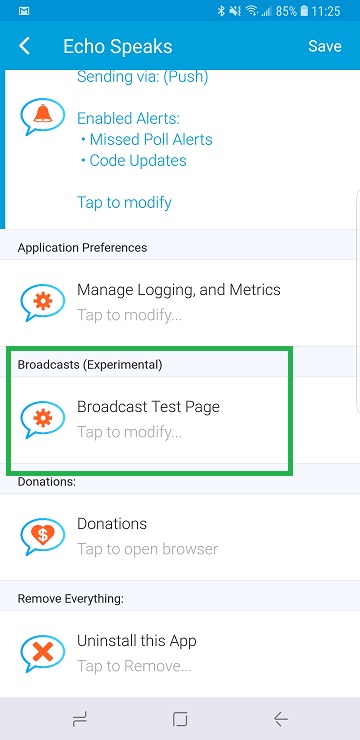 85% 11:25
Echo Speaks Save
Sending via: (Push)
Enabled Alerts:
• Missed Poll Alerts
• Code Updates
Tap to modify
Application Preferences
Manage Logging, and Metrics
Tap to modify...
Broadcasts (Experimental)
Broadcast Test Page
Tap to modify...
Donations:
Donations
Tap to open browser
Remove Everything:
Uninstall this App
Tap to Remove...